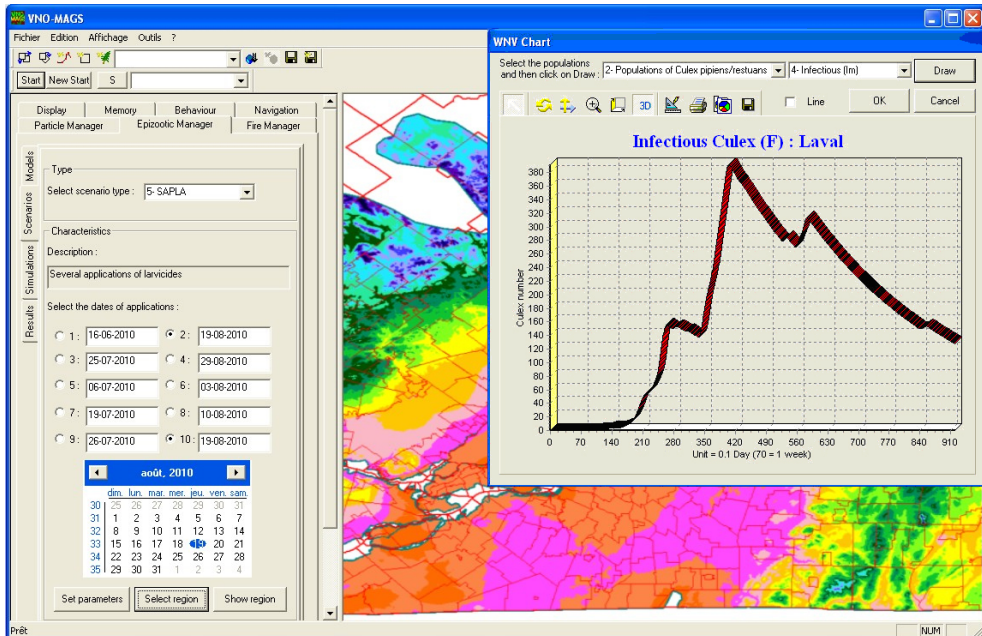 VNO-MAGS
Fichier Edition Affichage Outils ?
Start New Start S
Display Memory Behaviour Navigation
Particle Manager Epizootic Manager Fire Manager
Models
Scenarios
Simulations
Results
Type
Select scenario type : 5- SAPLA
Characteristics
Description :
Several applications of larvicides
Select the dates of applications :
1 : 16-06-2010 2 : 19-08-2010
3 : 25-07-2010 4 : 29-08-2010
5 : 06-07-2010 6 : 03-08-2010
7 : 19-07-2010 8 : 10-08-2010
9 : 26-07-2010 10 : 19-08-2010
août, 2010
dim. lun. mar. mer. jeu. ven. sam.
30 25 26 27 28 29 30 31
31 1 2 3 4 5 6 7
32 8 9 10 11 12 13 14
33 15 16 17 18 19 20 21
34 22 23 24 25 26 27 28
35 29 30 31 1 2 3 4
Set parameters Select region Show region
Prêt
NUM
WNV Chart
Select the populations
and then click on Draw : 2- Populations of Culex pipiens/restuans 4- Infectious (Im) Draw
3D Line OK Cancel
Infectious Culex (F) : Laval
Culex number
380
360
340
320
300
280
260
240
220
200
180
160
140
120
100
80
60
40
20
0
0 70 140 210 280 350 420 490 560 630 700 770 840 910
Unit = 0.1 Day (70 = 1 week)